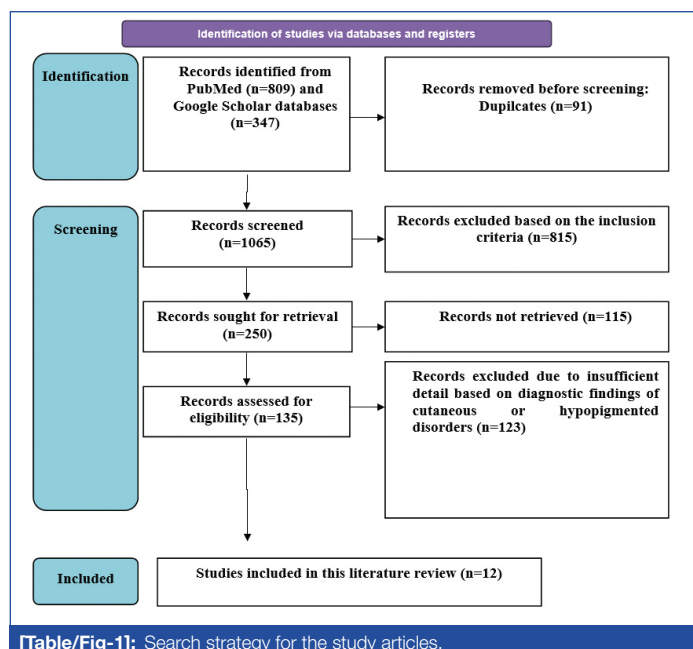 Identification of studies via databases and registers
Identification
Records identified from
PubMed (n=809) and
Google Scholar databases
(n=347)
Records removed before screening:
Dupilcates (n=91)
Screening
Records screened
(n=1065)
Records excluded based on the inclusion
criteria (n=815)
Records sought for retrieval
(n=250)
Records not retrieved (n=115)
Records assessed for
eligibility (n=135)
Records excluded due to insufficient
detail based on diagnostic findings of
cutaneous or hypopigmented
disorders (n=123)
Included
Studies included in this literature review (n=12)
[Table/Fig-1]: Search strategy for the study articles.